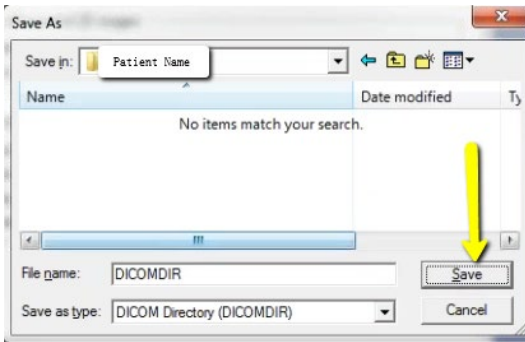 Save As
Save in: Patient Name
Name Date modified Ty
No items match your search.
File name: DICOMDIR Save
Save as type: DICOM Directory (DICOMDIR) Cancel